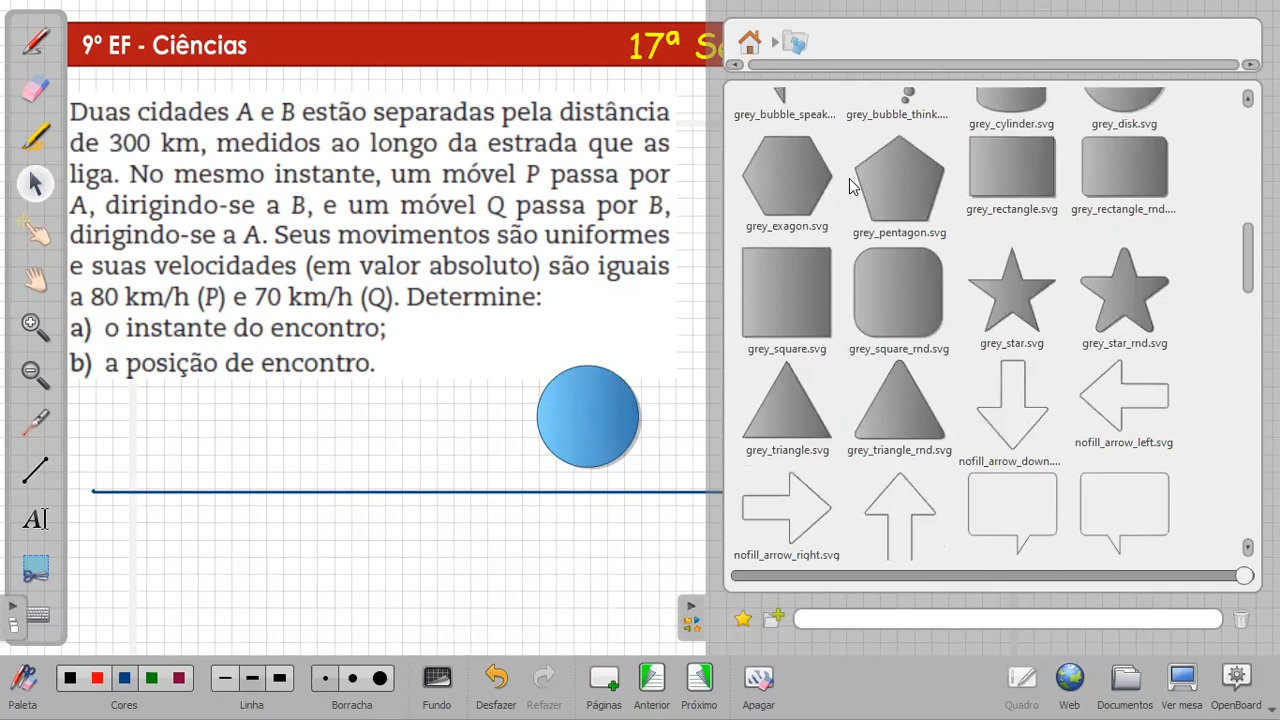 9º EF - Ciências
17ª
Duas cidades A e B estão separadas pela distância
de 300 km, medidos ao longo da estrada que as
liga. No mesmo instante, um móvel P passa por
A, dirigindo-se a B, e um móvel Q passa por B,
dirigindo-se a A. Seus movimentos são uniformes
e suas velocidades (em valor absoluto) são iguais
a 80 km/h (P) e 70 km/h (Q). Determine:
a) o instante do encontro;
b) a posição de encontro.
grey_bubble_speak... grey_bubble_think.... grey_cylinder.svg grey_disk.svg
grey_exagon.svg grey_pentagon.svg grey_rectangle.svg grey_rectangle_rnd....
grey_square.svg grey_square_rnd.svg grey_star.svg grey_star_rnd.svg
grey_triangle.svg grey_triangle_rnd.svg nofill_arrow_down.... nofill_arrow_left.svg
nofill_arrow_right.svg
Paleta Cores Linha Borracha Fundo Desfazer Refazer Páginas Anterior Próximo Apagar Quadro Web Documentos Ver mesa OpenBoard